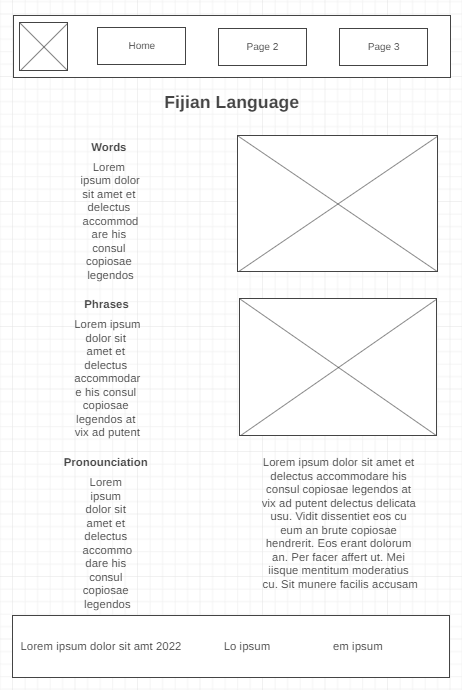 Home
Page 2
Page 3
Fijian Language
Words
Lorem
ipsum dolor
sit amet et
delectus
accommod
are his
consul
copiosae
legendos
Phrases
Lorem ipsum
dolor sit
amet et
delectus
accommodar
e his consul
copiosae
legendos at
vix ad putent
Pronounciation
Lorem
ipsum
dolor sit
amet et
delectus
accommo
dare his
consul
copiosae
legendos
Lorem ipsum dolor sit amet et
delectus accommodare his
consul copiosae legendos at
vix ad putent delectus delicata
usu. Vidit dissentiet eos cu
eum an brute copiosae
hendrerit. Eos erant dolorum
an. Per facer affert ut. Mei
iisque mentitum moderatius
cu. Sit munere facilis accusam
Lorem ipsum dolor sit amt 2022
Lo ipsum
em ipsum